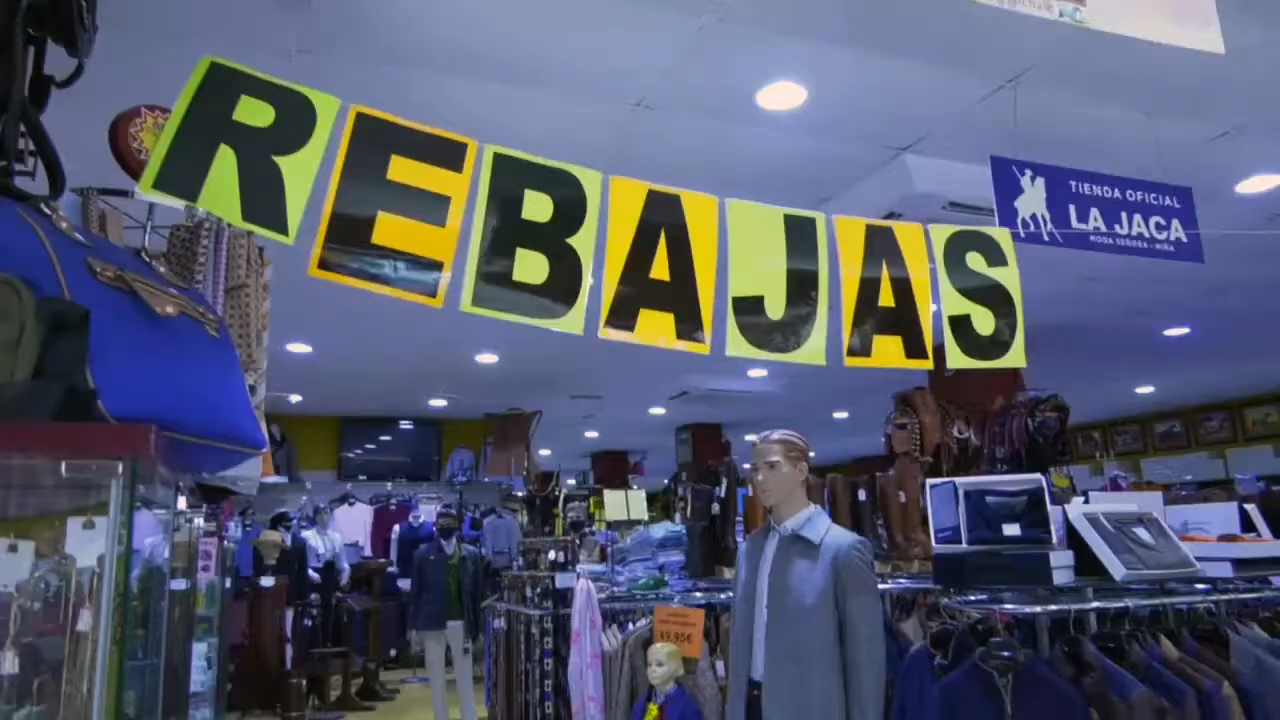 REBAJAS
TIENDA OFICIAL
LA JACA
MODA SEÑORA - NIÑA
49,95€